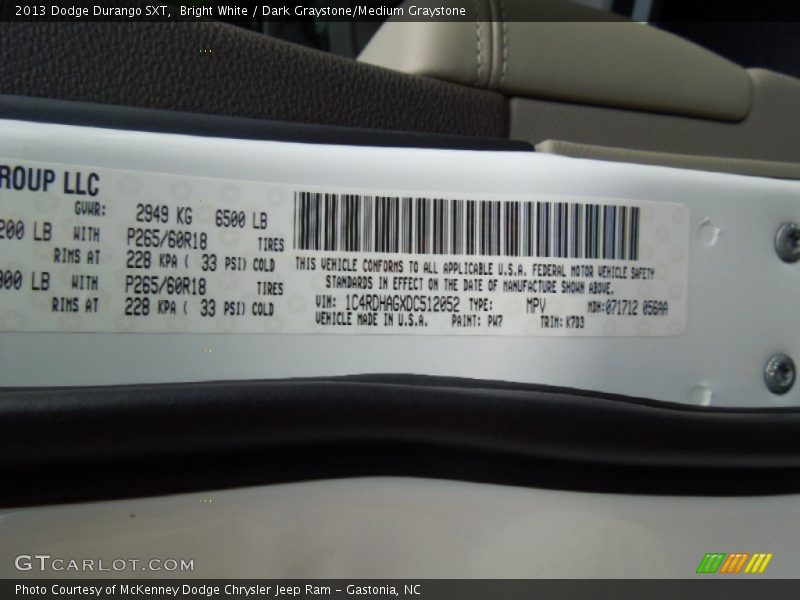 2013 Dodge Durango SXT, Bright White / Dark Graystone/Medium Graystone
ROUP LLC
GVWR: 2949 KG 6500 LB
200 LB WITH P265/60R18 TIRES
RIMS AT 228 KPA ( 33 PSI) COLD
900 LB WITH P265/60R18 TIRES
RIMS AT 228 KPA ( 33 PSI) COLD
THIS VEHICLE CONFORMS TO ALL APPLICABLE U.S.A. FEDERAL MOTOR VEHICLE SAFETY
STANDARDS IN EFFECT ON THE DATE OF MANUFACTURE SHOWN ABOVE.
VIN: 1C4RDHAGXDC512052 TYPE: MPV MDH:071712 056AA
VEHICLE MADE IN U.S.A. PAINT: PW7 TRIM: K7D3
GTCARLOT.COM
Photo Courtesy of McKenney Dodge Chrysler Jeep Ram - Gastonia, NC